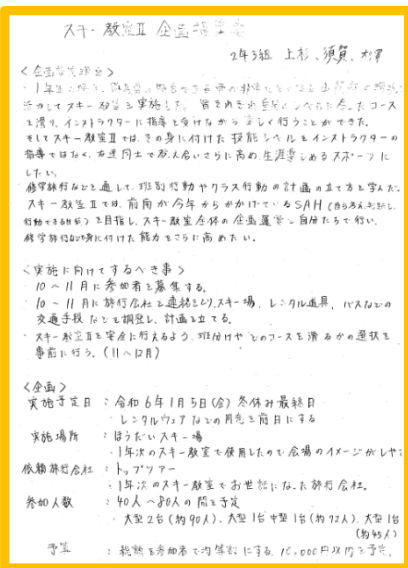 スキー教室Ⅱ 企画提案書
2年3組 上杉、須賀、
<企画
・1年生の時に、
活かしてスキー教室を実施した。皆それぞれ に た コース
を滑り、インストラクターに指導を受けながら楽しく行うことができた。
そしてスキー教室Ⅱでは、その身に付けた技能 レベル とインストラクターの
指導ではなく、友達同士で教え合いさらに高め、生涯楽しめるスポーツに
したい。
修学旅行などを通して、班別行動やクラス行動の計画の立て方を学んだ。
スキー教室Ⅱでは、前南が今年からかかげているSAH(自ら考え、判断し、
行動できる )を目指し、スキー教室全体の企画運営を自分たちで行い、
修学旅行 身に付けた能力をさらに高めたい。
<実施に向けてするべき事>
・10〜11月に参加者を募集する。
・10〜11月に旅行会社と連絡をとり、スキー場、レンタル道具、バスなどの
交通手段などを調整し、計画を立てる。
・スキー教室Ⅱを安全に行えるよう、班分けやどのコースを滑るかの選択を
事前に行う。(11〜12月)
<企画>
実施予定日 : 令和6年1月5日(金) 冬休み最終日
・レンタルウェアなどの 前日にする
実施場所 : ほうだいスキー場
・1年次のスキー教室で使用したので会場のイメージがしやすい
依頼旅行会社 : トップツアー
・1年次のスキー教室でお世話になった旅行会社。
参加人数 : 40人〜80人の間を予定
・大型2台(約90人)、大型1台中型1台(約72人)、大型1台
(約45人)
予算 : 総額を参加者で均等割にする。 000円以内を予定。